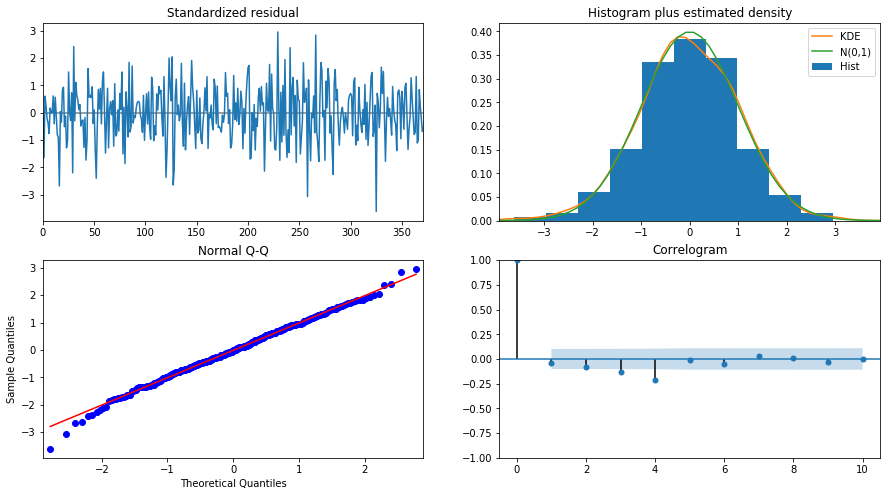 Standardized residual
3
2
1
0
−1
−2
−3
0 50 100 150 200 250 300 350
Histogram plus estimated density
0.40
0.35
0.30
0.25
0.20
0.15
0.10
0.05
0.00
−3 −2 −1 0 1 2 3
KDE
N(0,1)
Hist
Normal Q-Q
Sample Quantiles
3
2
1
0
−1
−2
−3
−2 −1 0 1 2
Theoretical Quantiles
Correlogram
1.00
0.75
0.50
0.25
0.00
−0.25
−0.50
−0.75
−1.00
0 2 4 6 8 10